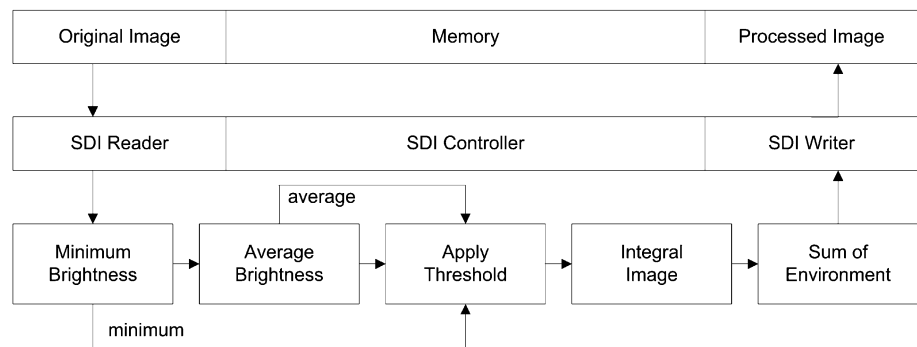 Original Image
Memory
Processed Image
SDI Reader
SDI Controller
SDI Writer
average
Minimum
Brightness
Average
Brightness
Apply
Threshold
Integral
Image
Sum of
Environment
minimum